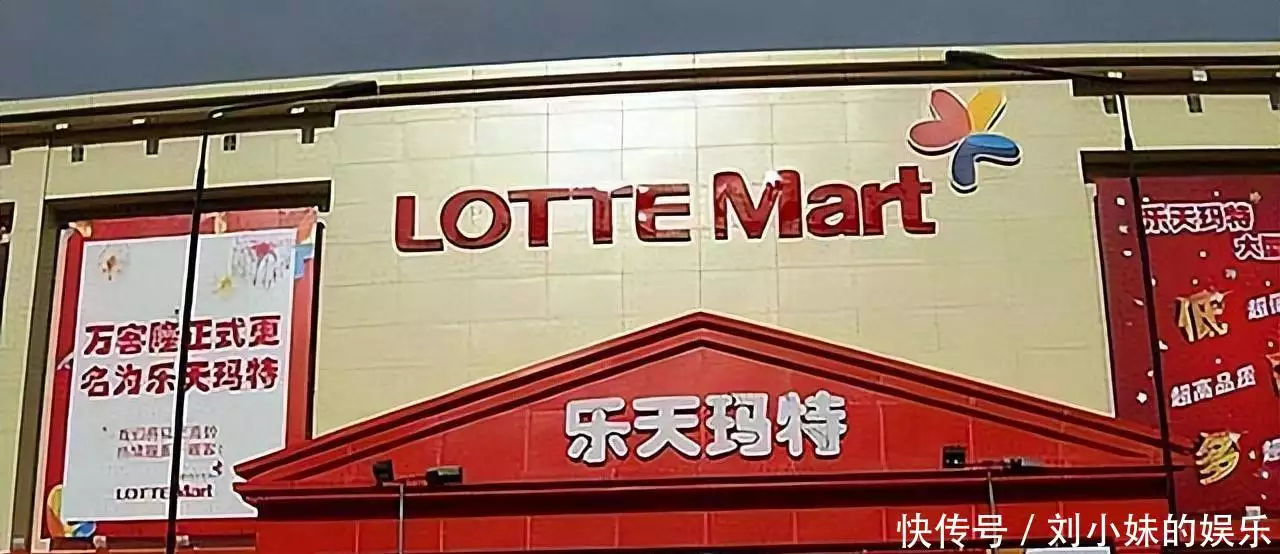 LOTTE Mart
乐天玛特
万客隆正式更
名为乐天玛特
LOTTE Mart
乐天玛特
低
超高品质
多
快传号 / 刘小妹的娱乐